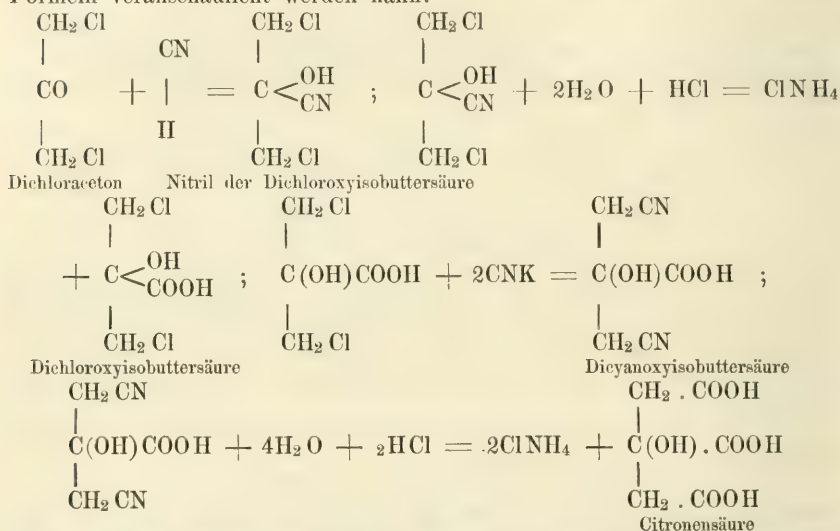 Formeln veranschaulicht werden kann:
CH₂ Cl CH₂ Cl CH₂ Cl
| CN | |
CO + | = C<OH CN ; C<OH CN + 2H₂O + HCl = ClNH₄
| H | |
CH₂ Cl CH₂ Cl CH₂ Cl
Dichloraceton Nitril der Dichloroxyisobuttersäure
CH₂ Cl CH₂ Cl CH₂ CN
| | |
+ C<OH COOH ; C(OH)COOH + 2CNK = C(OH)COOH ;
| | |
CH₂ Cl CH₂ Cl CH₂ CN
Dichloroxyisobuttersäure Dicyanoxyisobuttersäure
CH₂ CN CH₂ . COOH
| |
C(OH)COOH + 4H₂O + ₂HCl = 2ClNH₄ + C(OH) . COOH
| |
CH₂ CN CH₂ . COOH
Citronensäure